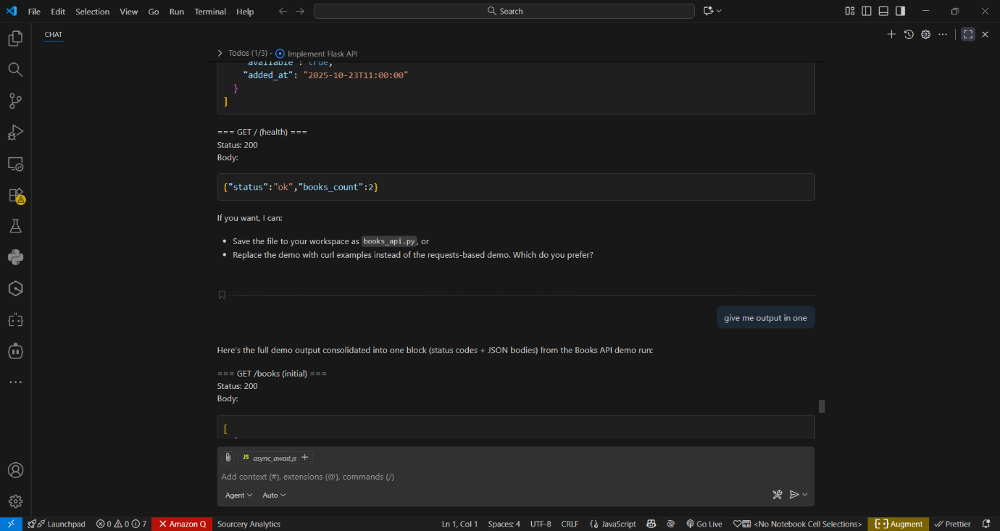 File Edit Selection View Go Run Terminal Help
Search
CHAT
Todos (1/3) - Implement Flask API
"available": true,
"added_at": "2025-10-23T11:00:00"
}
]
=== GET / (health) ===
Status: 200
Body:
{"status":"ok","books_count":2}
If you want, I can:
• Save the file to your workspace as books_api.py, or
• Replace the demo with curl examples instead of the requests-based demo. Which do you prefer?
give me output in one
Here's the full demo output consolidated into one block (status codes + JSON bodies) from the Books API demo run:
=== GET /books (initial) ===
Status: 200
Body:
[
{
JS async_await.js +
Add context (#), extensions (@), commands (/)
Agent Auto
Launchpad 0 0 7 Amazon Q Sourcery Analytics Ln 1, Col 1 Spaces: 4 UTF-8 CRLF JavaScript Go Live <No Notebook Cell Selections> Augment Prettier